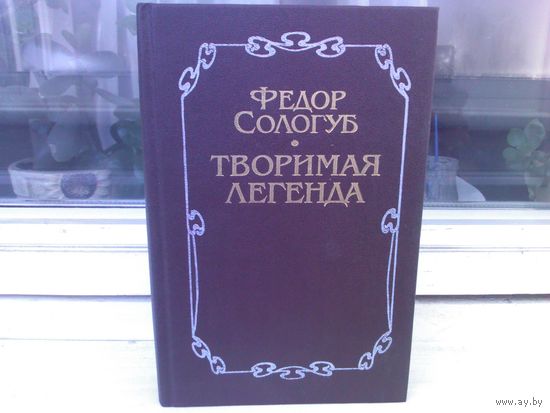 ФЕДОР
СОЛОГУБ
•
ТВОРИМАЯ
ЛЕГЕНДА
www.ay.by